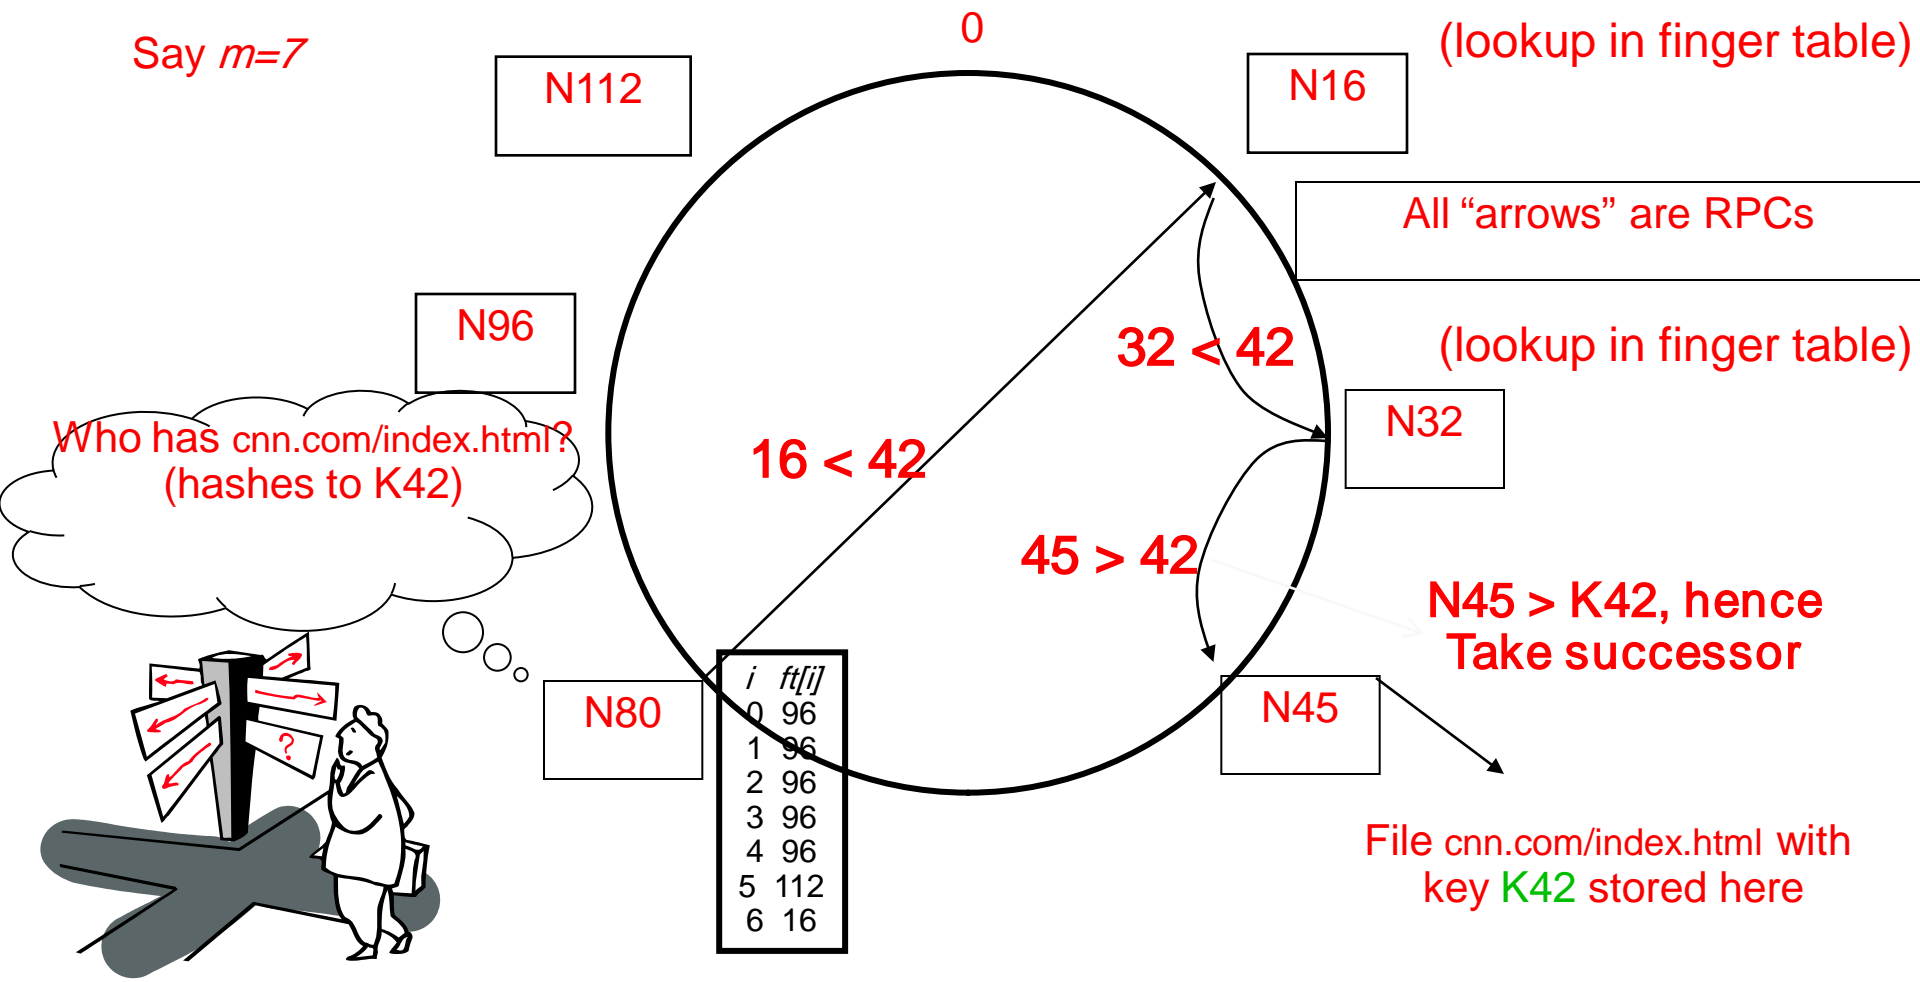 Say m=7
0
(lookup in finger table)
N112
N16
All “arrows” are RPCs
N96
32 < 42
(lookup in finger table)
N32
Who has cnn.com/index.html?
(hashes to K42)
16 < 42
45 > 42
N45 > K42, hence
Take successor
N80
i ft[i]
0 96
1 96
2 96
3 96
4 96
5 112
6 16
N45
?
File cnn.com/index.html with
key K42 stored here